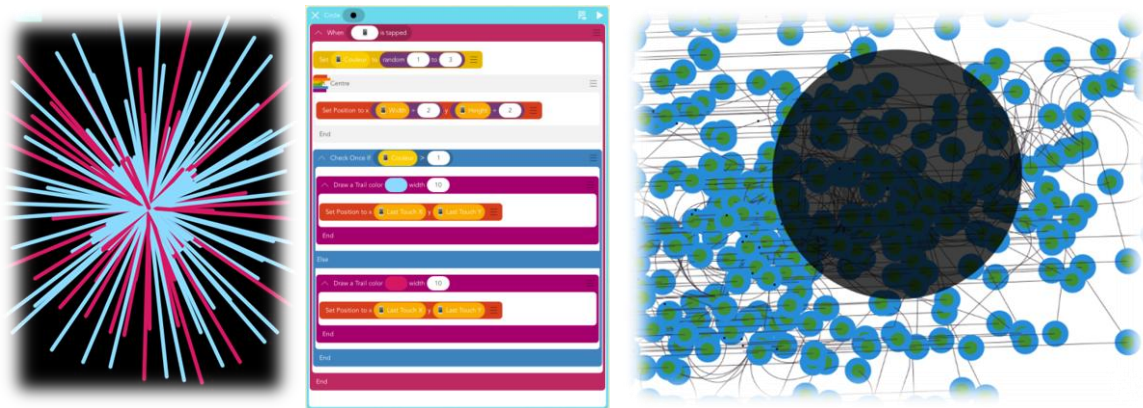 Code
When is tapped
Set Couleur to random 1 to 3
Centre
Set Position to x Width ÷ 2 y Height ÷ 2
End
Check Once If Couleur > 1
Draw a Trail color width 10
Set Position to x Last Touch X y Last Touch Y
End
Else
Draw a Trail color width 10
Set Position to x Last Touch X y Last Touch Y
End
End
End